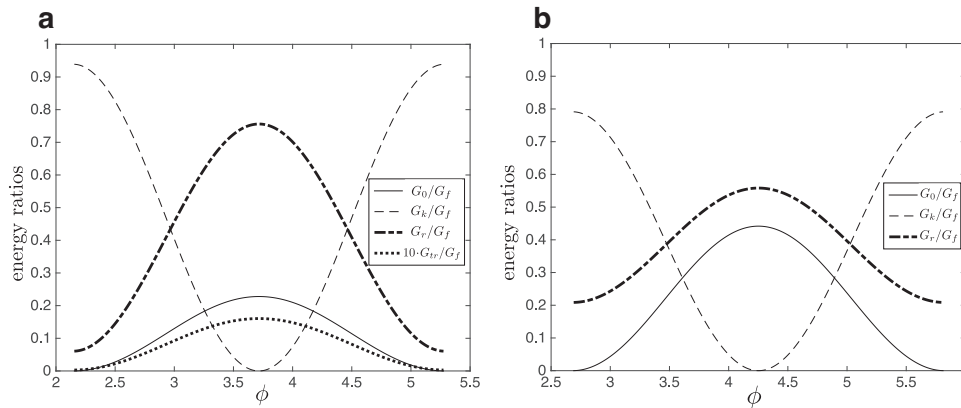 a
1
0.9
0.8
0.7
0.6
0.5
0.4
0.3
0.2
0.1
0
energy ratios
2 2.5 3 3.5 4 4.5 5 5.5
ϕ
G_0/G_f
G_k/G_f
G_r/G_f
10·G_tr/G_f
b
1
0.9
0.8
0.7
0.6
0.5
0.4
0.3
0.2
0.1
0
energy ratios
2.5 3 3.5 4 4.5 5 5.5
ϕ
G_0/G_f
G_k/G_f
G_r/G_f